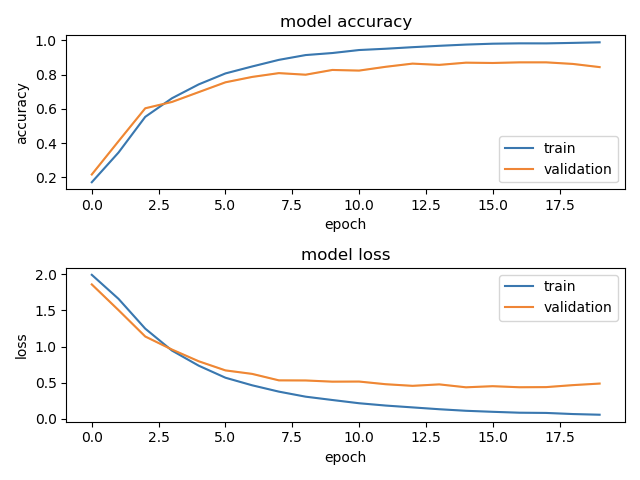 model accuracy
1.0
0.8
0.6
0.4
0.2
accuracy
train
validation
0.0 2.5 5.0 7.5 10.0 12.5 15.0 17.5
epoch
model loss
2.0
1.5
1.0
0.5
0.0
loss
train
validation
0.0 2.5 5.0 7.5 10.0 12.5 15.0 17.5
epoch